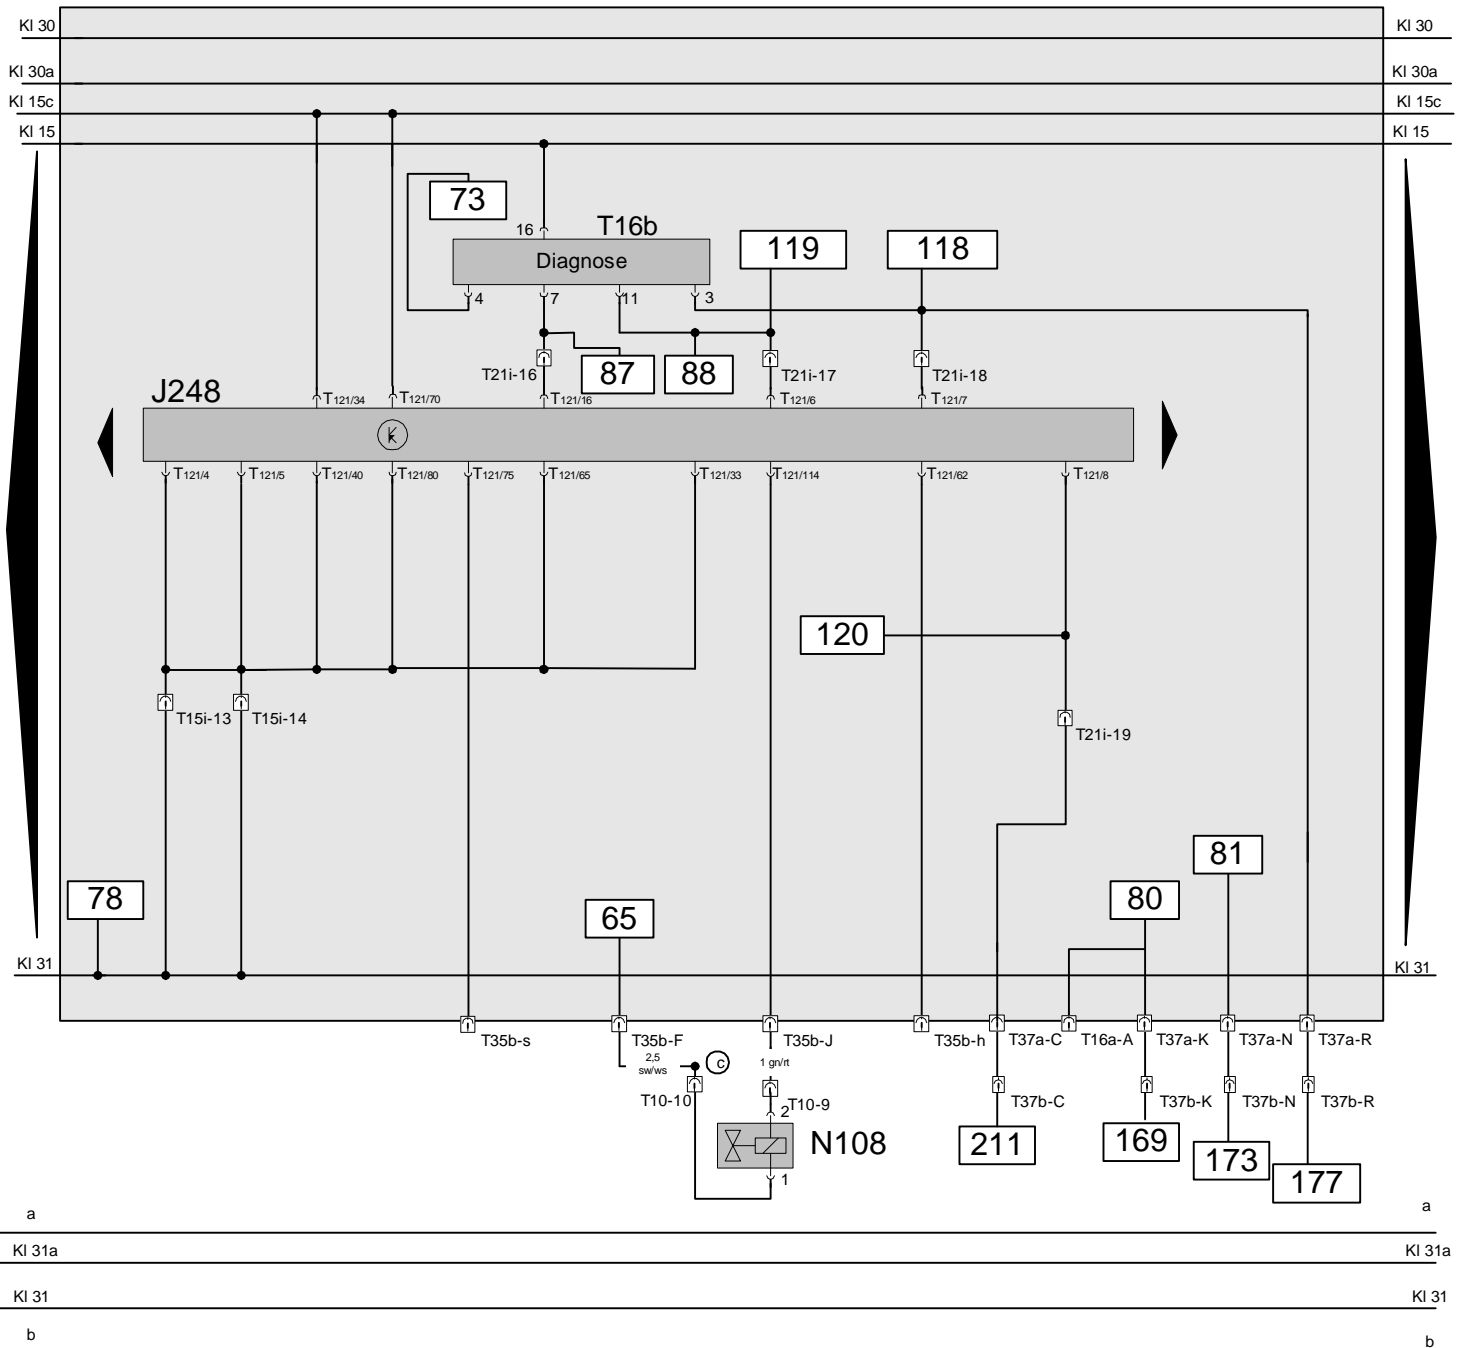 Kl 30 Kl 30
Kl 30a Kl 30a
Kl 15c Kl 15c
Kl 15 Kl 15
73
16 T16b
Diagnose
119 118
4 7 11 3
T21i-16 87 88 T21i-17 T21i-18
J248 T121/34 T121/70 T121/16 T121/6 T121/7
T121/4 T121/5 T121/40 T121/80 T121/75 T121/65 T121/33 T121/114 T121/62 T121/8
120
T15i-13 T15i-14
T21i-19
81
78 65 80
Kl 31 Kl 31
T35b-s T35b-F T35b-J T35b-h T37a-C T16a-A T37a-K T37a-N T37a-R
2,5
sw/ws
c
1 gn/rt
T10-10 T10-9 T37b-C T37b-K T37b-N T37b-R
2
N108 211 169 173 177
1
a a
Kl 31a Kl 31a
Kl 31 Kl 31
b b